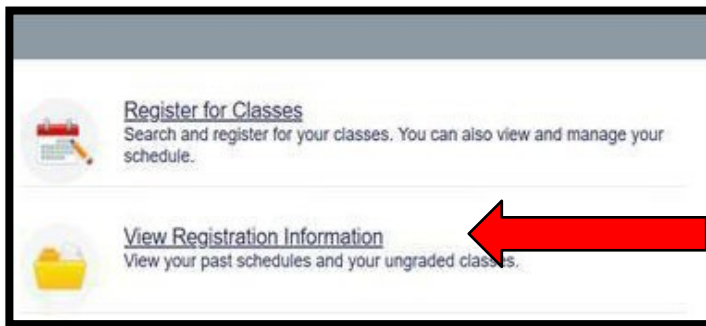 Register for Classes
Search and register for your classes. You can also view and manage your
schedule.
View Registration Information
View your past schedules and your ungraded classes.